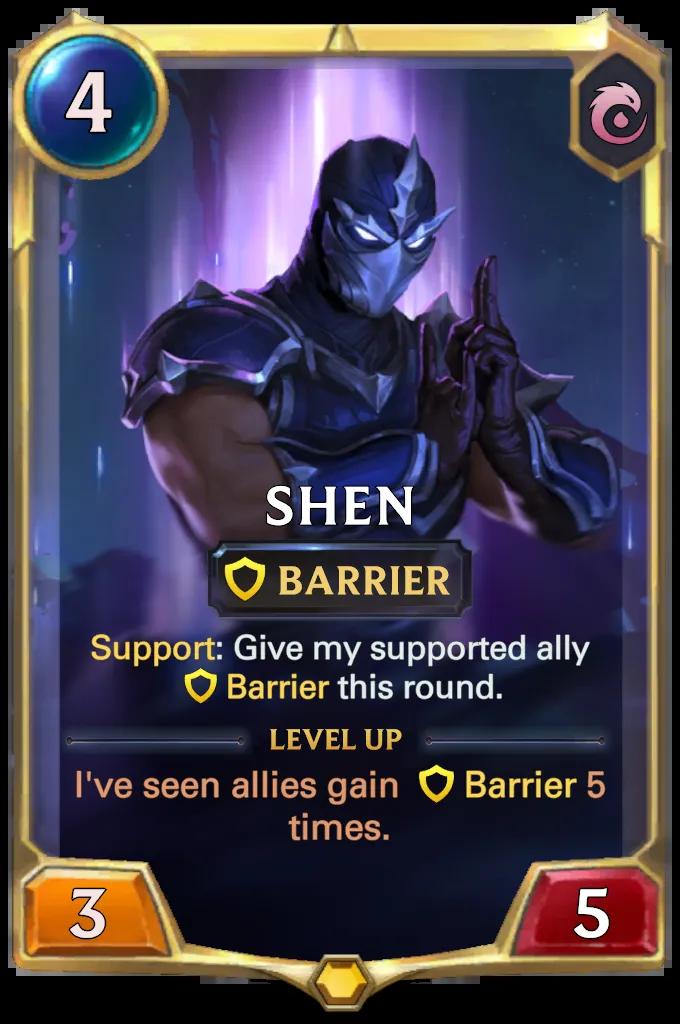 4
SHEN
BARRIER
Support: Give my supported ally
Barrier this round.
LEVEL UP
I've seen allies gain Barrier 5
times.
3
5